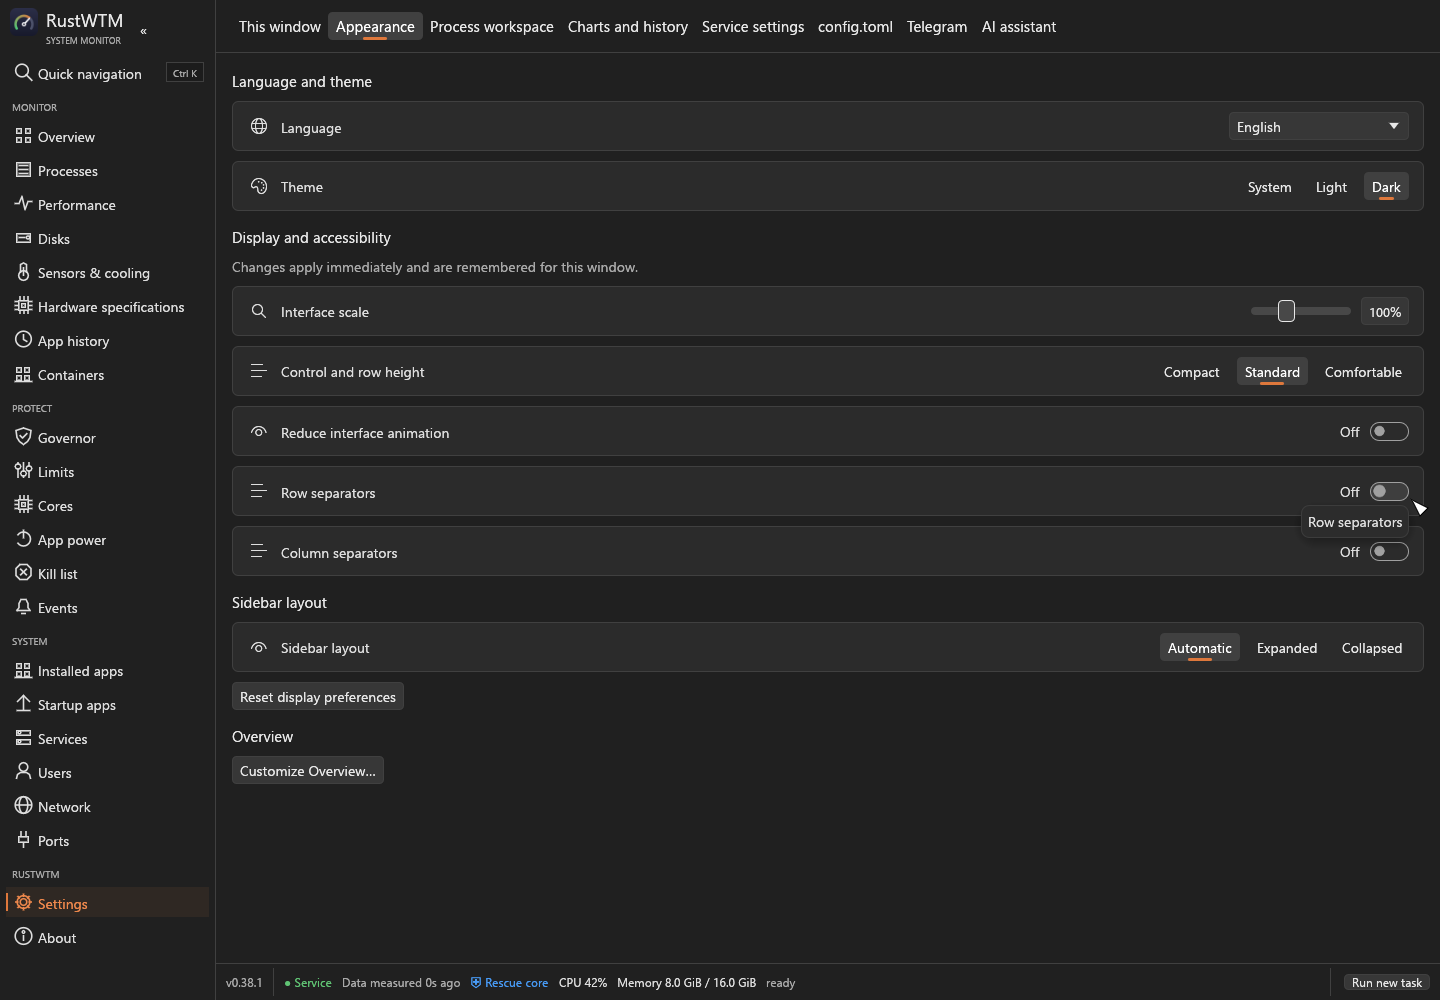 RustWTM
SYSTEM MONITOR
«
Quick navigation
Ctrl K
MONITOR
Overview
Processes
Performance
Disks
Sensors & cooling
Hardware specifications
App history
Containers
PROTECT
Governor
Limits
Cores
App power
Kill list
Events
SYSTEM
Installed apps
Startup apps
Services
Users
Network
Ports
RUSTWTM
Settings
About
This window Appearance Process workspace Charts and history Service settings config.toml Telegram AI assistant
Language and theme
Language English
Theme System Light Dark
Display and accessibility
Changes apply immediately and are remembered for this window.
Interface scale 100%
Control and row height Compact Standard Comfortable
Reduce interface animation Off
Row separators Off
Row separators
Column separators Off
Sidebar layout
Sidebar layout Automatic Expanded Collapsed
Reset display preferences
Overview
Customize Overview...
v0.38.1 Service Data measured 0s ago Rescue core CPU 42% Memory 8.0 GiB / 16.0 GiB ready Run new task